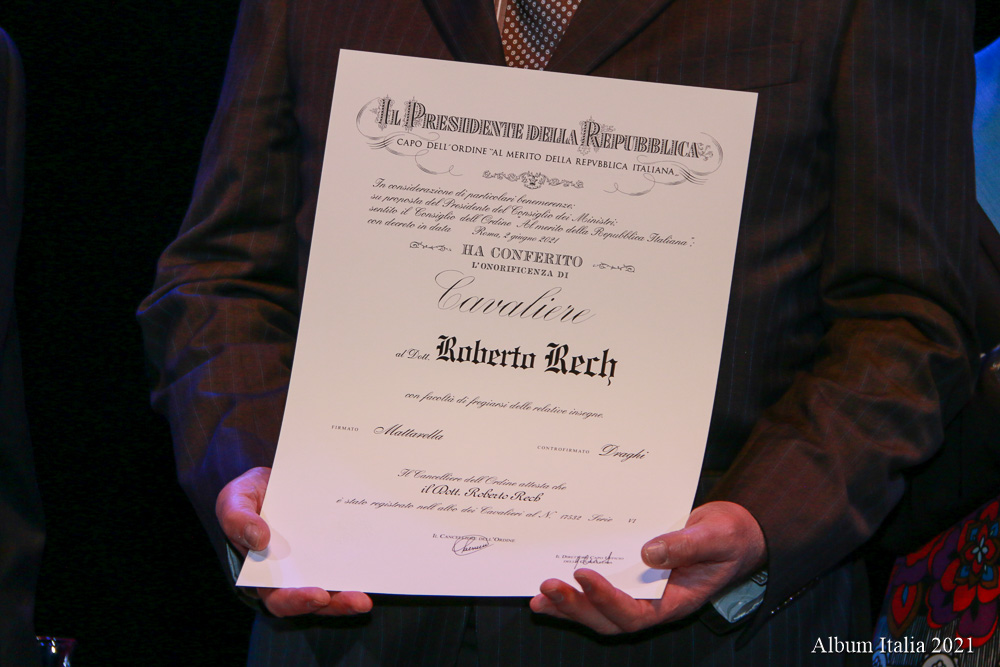 IL PRESIDENTE DELLA REPUBBLICA
CAPO DELL'ORDINE "AL MERITO DELLA REPVBBLICA ITALIANA„
In considerazione di particolari benemerenze;
su proposta del Presidente del Consiglio dei Ministri;
sentito il Consiglio dell'Ordine "Al merito della Repubblica Italiana";
con decreto in data Roma, 2 giugno 2021
HA CONFERITO
L'ONORIFICENZA DI
Cavaliere
al Dott. Roberto Rech
con facoltà di fregiarsi delle relative insegne.
FIRMATO Mattarella CONTROFIRMATO Draghi
Il Cancelliere dell'Ordine attesta che
il Dott. Roberto Rech
è stato registrato nell'albo dei Cavalieri al N. 17532 Serie VI
IL CANCELLIERE DELL'ORDINE
Album Italia 2021